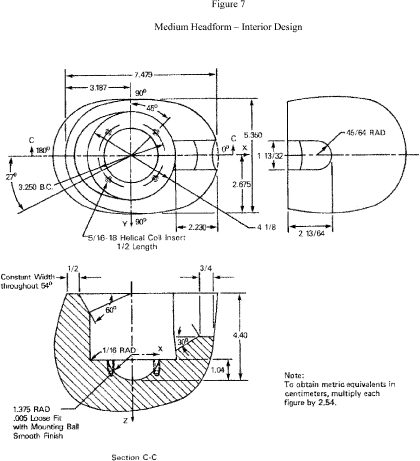 Figure 7
Medium Headform – Interior Design
7.479
3.187
90°
45°
C
180°
0°
C
X
5.350
2.675
27°
3.250 B.C.
Y
90°
2.230
4 1/8
5/16-18 Helical Coil Insert
1/2 Length
45/64 RAD
1 13/32
2 13/64
Constant Width
throughout 54°
1/2
3/4
60°
30°
1/16 RAD
X
4.40
1.04
1.375 RAD
.005 Loose Fit
with Mounting Ball
Smooth Finish
Z
Note:
To obtain metric equivalents in
centimeters, multiply each
figure by 2.54.
Section C-C